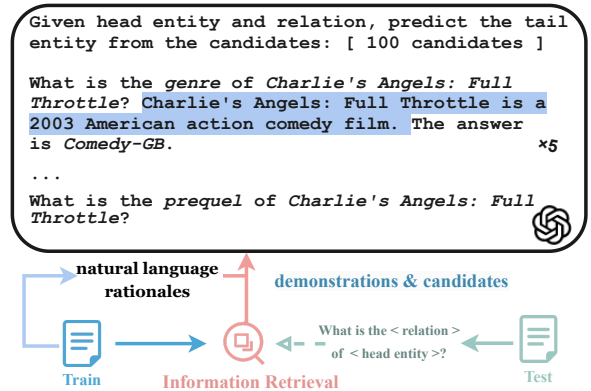 Given head entity and relation, predict the tail
entity from the candidates: [ 100 candidates ]
What is the genre of Charlie's Angels: Full
Throttle? Charlie's Angels: Full Throttle is a
2003 American action comedy film. The answer
is Comedy-GB.
×5
...
What is the prequel of Charlie's Angels: Full
Throttle?
natural language
rationales
demonstrations & candidates
What is the < relation >
of < head entity >?
Train
Information Retrieval
Test